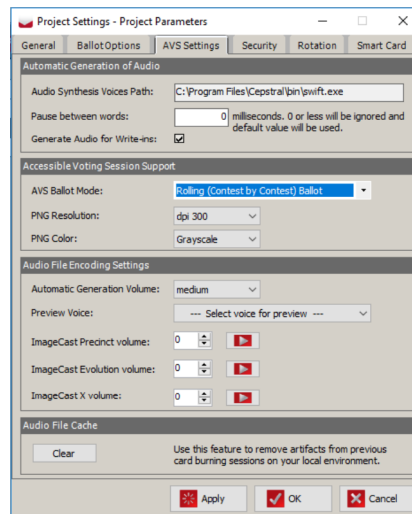 Project Settings - Project Parameters
General Ballot Options AVS Settings Security Rotation Smart Card
Automatic Generation of Audio
Audio Synthesis Voices Path: C:\Program Files\Cepstral\bin\swift.exe
Pause between words: 0 milliseconds. 0 or less will be ignored and
default value will be used.
Generate Audio for Write-ins:
Accessible Voting Session Support
AVS Ballot Mode: Rolling (Contest by Contest) Ballot
PNG Resolution: dpi 300
PNG Color: Grayscale
Audio File Encoding Settings
Automatic Generation Volume: medium
Preview Voice: --- Select voice for preview ---
ImageCast Precinct volume: 0
ImageCast Evolution volume: 0
ImageCast X volume: 0
Audio File Cache
Clear Use this feature to remove artifacts from previous
card burning sessions on your local environment.
Apply OK Cancel